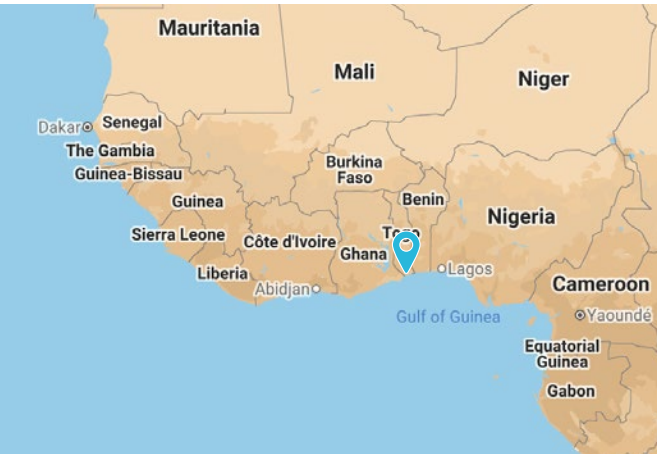 Mauritania
Mali
Niger
Dakar
Senegal
The Gambia
Guinea-Bissau
Burkina
Faso
Benin
Guinea
Nigeria
Togo
Sierra Leone
Côte d'Ivoire
Ghana
Liberia
Lagos
Abidjan
Cameroon
Gulf of Guinea
Yaoundé
Equatorial
Guinea
Gabon